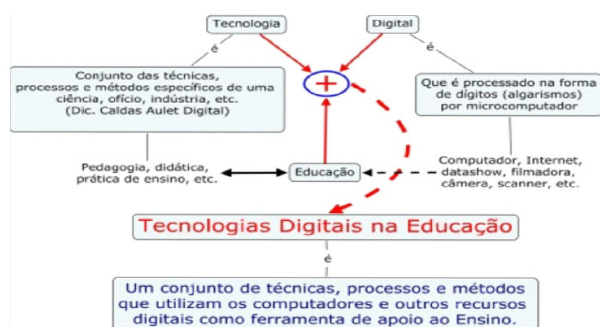 Tecnologia
Digital
é
é
Conjunto das técnicas,
processos e métodos específicos de uma
ciência, ofício, indústria, etc.
(Dic. Caldas Aulet Digital)
+
Que é processado na forma
de dígitos (algarismos)
por microcomputador
Pedagogia, didática,
prática de ensino, etc.
Educação
Computador, Internet,
datashow, filmadora,
câmera, scanner, etc.
Tecnologias Digitais na Educação
é
Um conjunto de técnicas, processos e métodos
que utilizam os computadores e outros recursos
digitais como ferramenta de apoio ao Ensino.